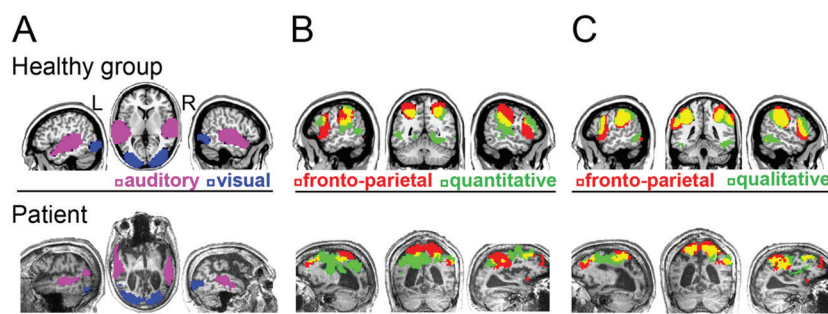 A
B
C
Healthy group
L
R
auditory visual
fronto-parietal quantitative
fronto-parietal qualitative
Patient